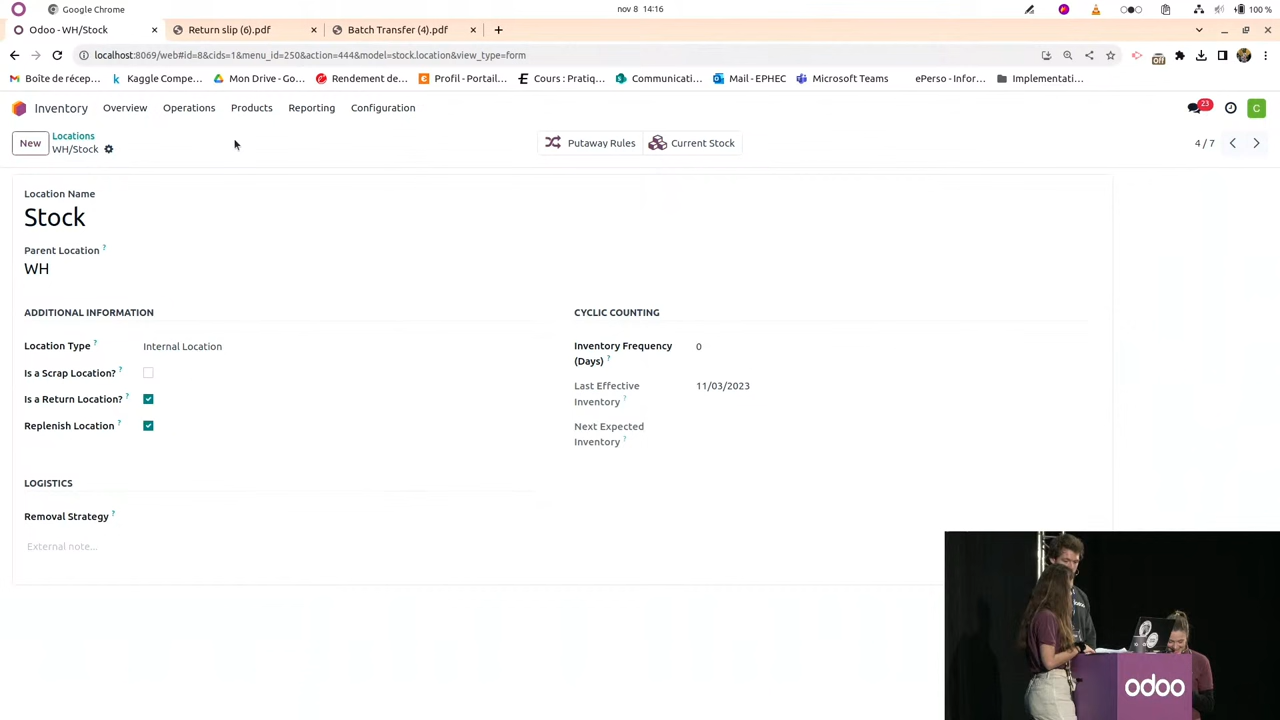 Google Chrome
nov 8 14:16
100 %
Odoo - WH/Stock
Return slip (6).pdf
Batch Transfer (4).pdf
localhost:8069/web#id=8&cids=1&menu_id=250&action=444&model=stock.location&view_type=form
Off
Boîte de récep...
Kaggle Compe...
Mon Drive - Go...
Rendement de...
Profil - Portail...
Cours : Pratiq...
Communicati...
Mail - EPHEC
Microsoft Teams
ePerso - Infor...
Implementati...
Inventory
Overview
Operations
Products
Reporting
Configuration
23
C
New
Locations
WH/Stock
Putaway Rules
Current Stock
4 / 7
Location Name
Stock
Parent Location ?
WH
ADDITIONAL INFORMATION
Location Type ?
Internal Location
Is a Scrap Location? ?
Is a Return Location? ?
Replenish Location ?
CYCLIC COUNTING
Inventory Frequency
(Days) ?
0
Last Effective
Inventory ?
11/03/2023
Next Expected
Inventory ?
LOGISTICS
Removal Strategy ?
External note...
odoo